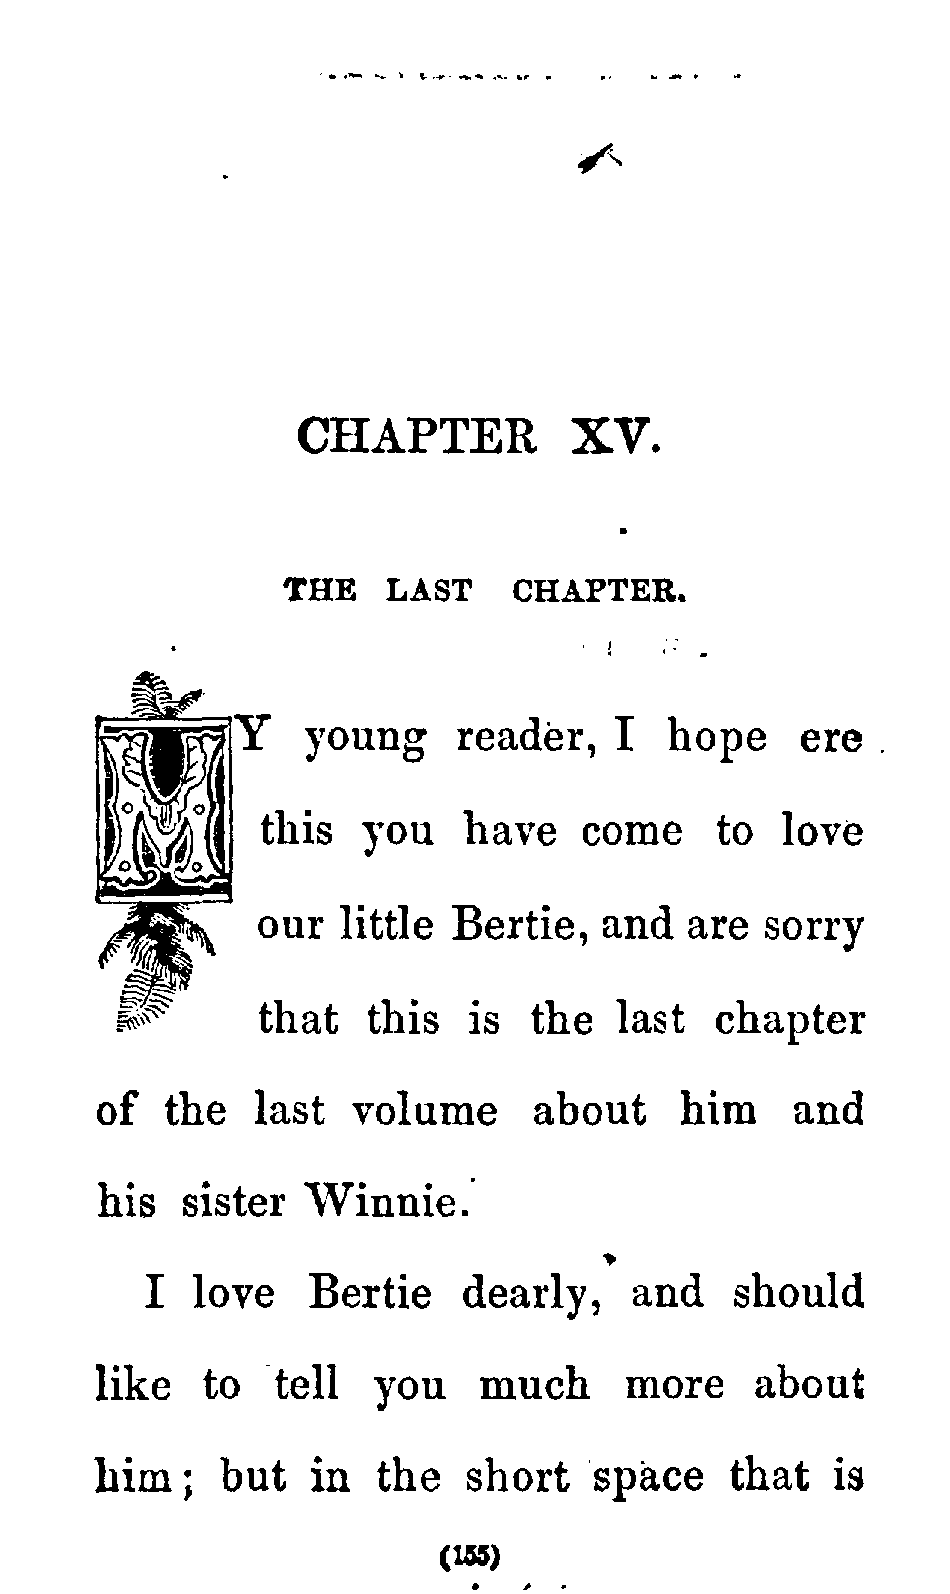 CHAPTER XV.
THE LAST CHAPTER.
MY young reader, I hope ere
this you have come to love
our little Bertie, and are sorry
that this is the last chapter
of the last volume about him and
his sister Winnie.
I love Bertie dearly, and should
like to tell you much more about
him; but in the short space that is
(155)